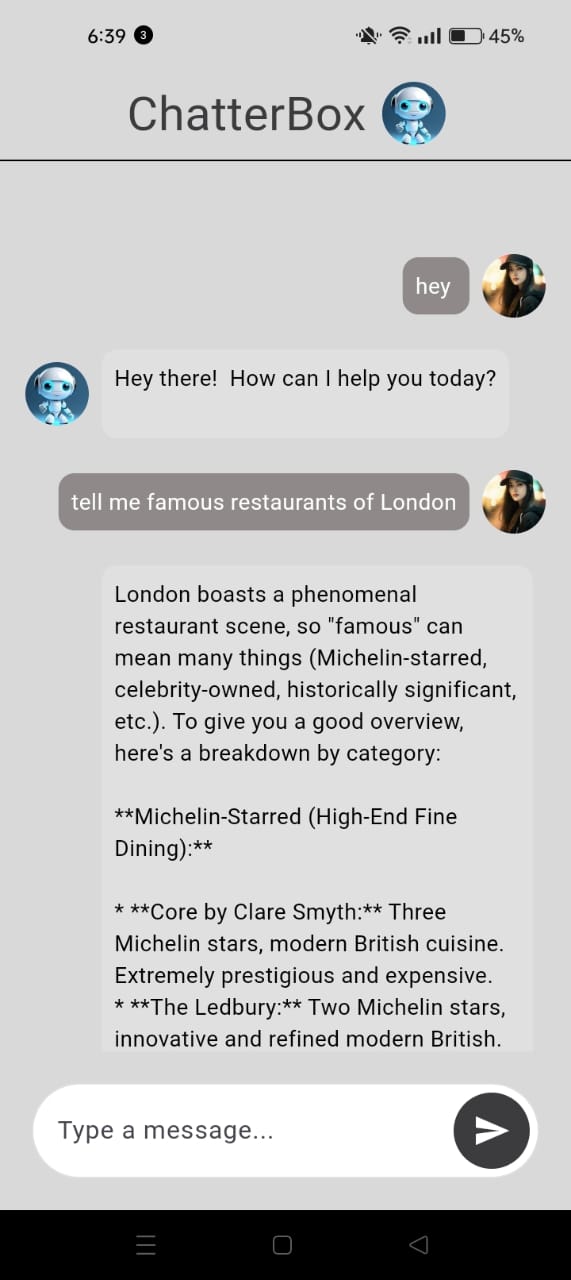 6:39 3 45%
ChatterBox
hey
Hey there!  How can I help you today?
tell me famous restaurants of London
London boasts a phenomenal
restaurant scene, so "famous" can
mean many things (Michelin-starred,
celebrity-owned, historically significant,
etc.). To give you a good overview,
here's a breakdown by category:
**Michelin-Starred (High-End Fine
Dining):**
* **Core by Clare Smyth:** Three
Michelin stars, modern British cuisine.
Extremely prestigious and expensive.
* **The Ledbury:** Two Michelin stars,
innovative and refined modern British.
Type a message...